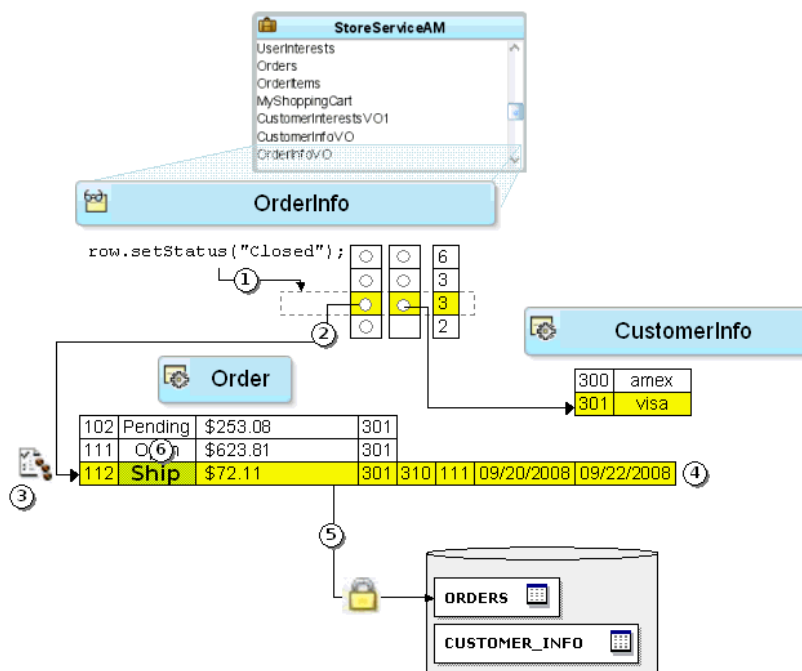 StoreServiceAM
UserInterests
Orders
OrderItems
MyShoppingCart
CustomerInterestsVO1
CustomerInfoVO
OrderInfoVO
OrderInfo
row.setStatus("Closed");
6
1
3
3
2
2
CustomerInfo
300 amex
301 visa
Order
102 Pending $253.08 301
111 $623.81 301
6
112 Ship $72.11 301 310 111 09/20/2008 09/22/2008 4
3
5
ORDERS
CUSTOMER_INFO